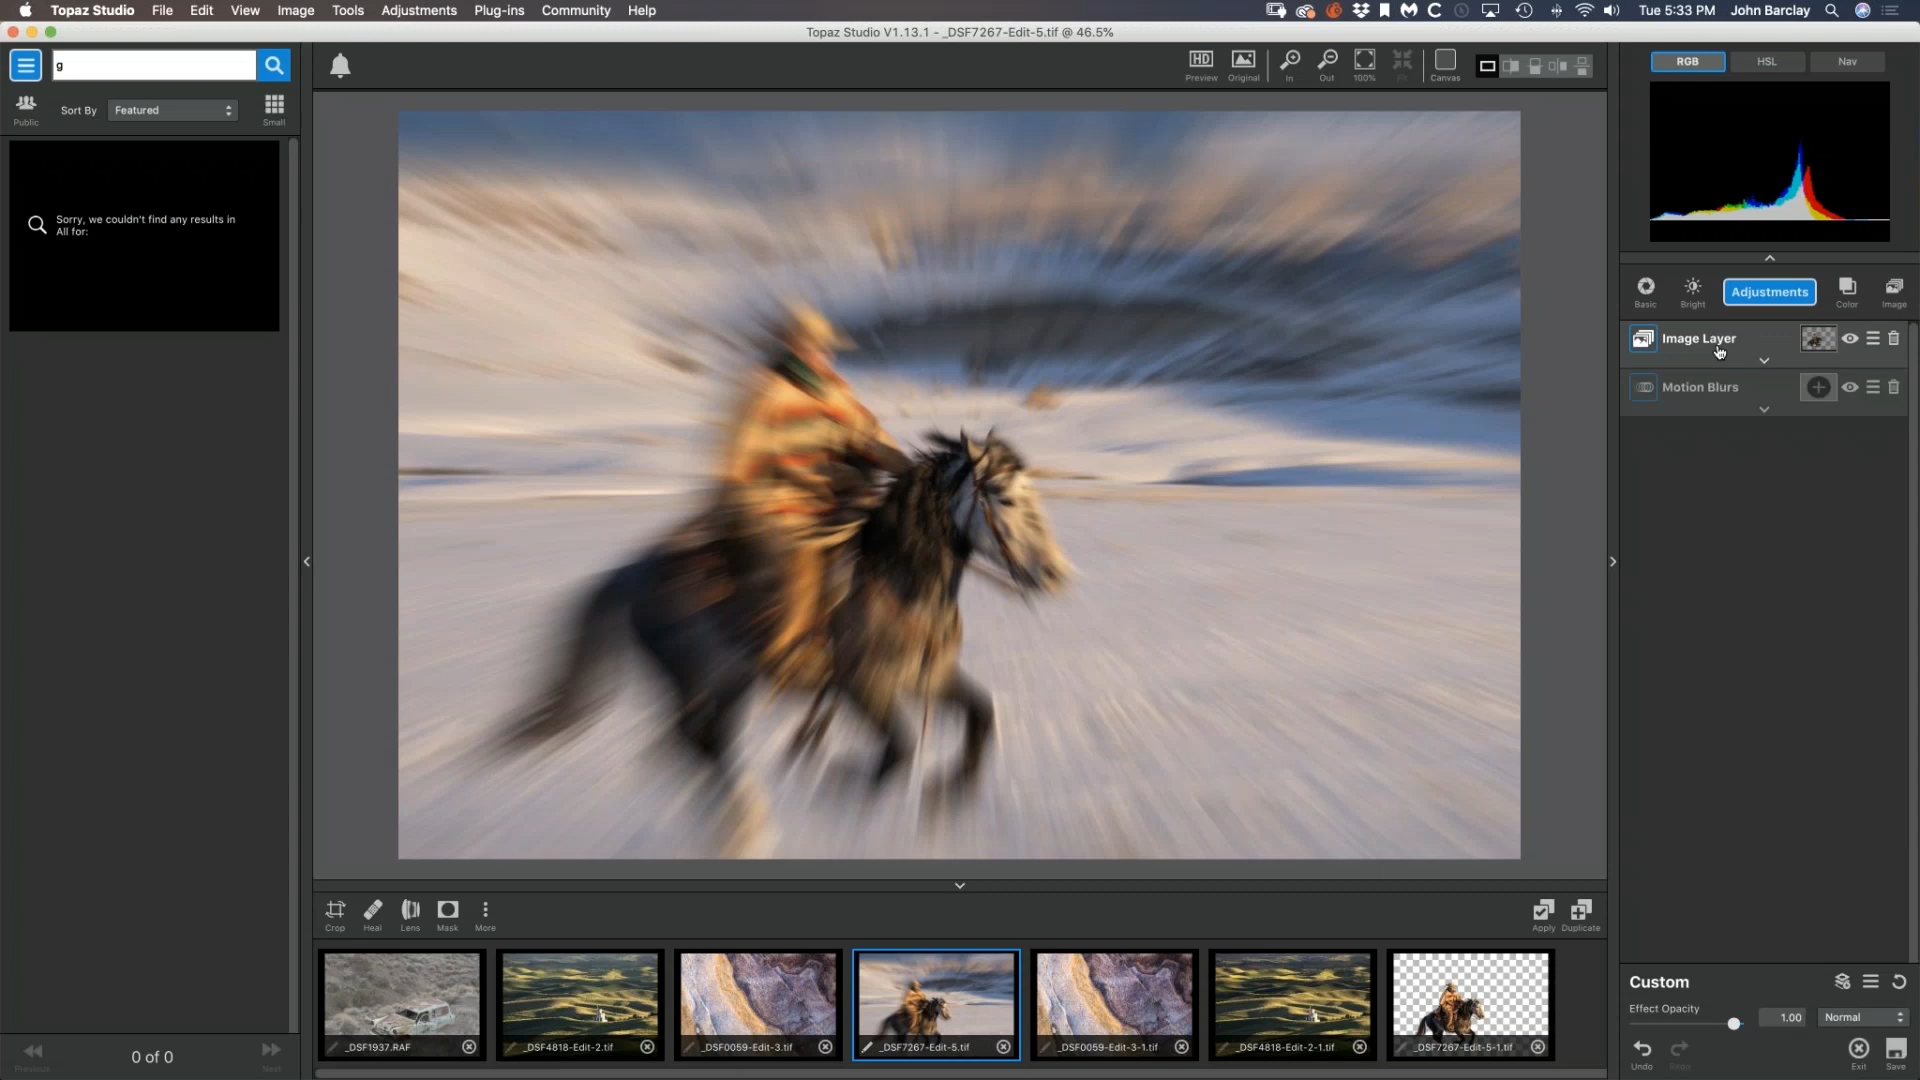 Topaz Studio File Edit View Image Tools Adjustments Plug-ins Community Help Tue 5:33 PM John Barclay
Topaz Studio V1.13.1 - _DSF7267-Edit-5.tif @ 46.5%
g
Public Sort By Featured Small
Preview Original In Out 100% Fit Canvas
RGB HSL Nav
Sorry, we couldn't find any results in
All for:
Basic Bright Adjustments Color Image
Image Layer
Motion Blurs
Crop Heal Lens Mask More Apply Duplicate
_DSF1937.RAF _DSF4818-Edit-2.tif _DSF0059-Edit-3.tif _DSF7267-Edit-5.tif _DSF0059-Edit-3-1.tif _DSF4818-Edit-2-1.tif _DSF7267-Edit-5-1.tif
Custom
Effect Opacity 1.00 Normal
Previous 0 of 0 Next
Undo Exit Save